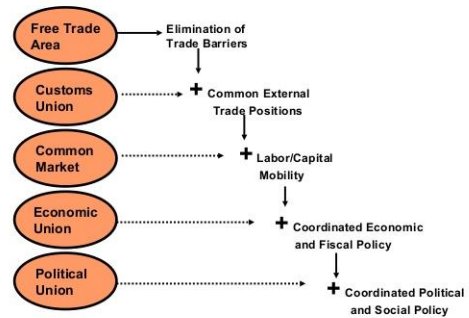 Free Trade
Area
Elimination of
Trade Barriers
Customs
Union
+ Common External
Trade Positions
Common
Market
+ Labor/Capital
Mobility
Economic
Union
+ Coordinated Economic
and Fiscal Policy
Political
Union
+ Coordinated Political
and Social Policy